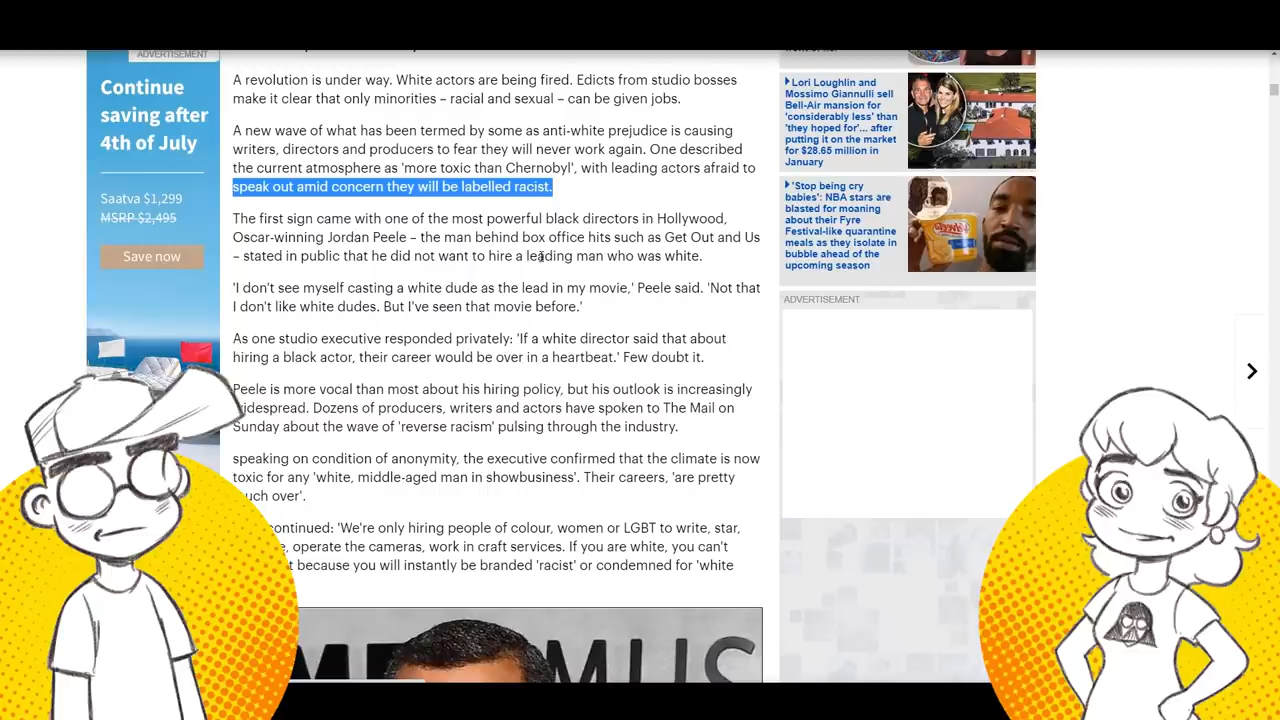 ADVERTISEMENT
Continue
saving after
4th of July
Saatva $1,299
MSRP $2,495
Save now
A revolution is under way. White actors are being fired. Edicts from studio bosses
make it clear that only minorities – racial and sexual – can be given jobs.
A new wave of what has been termed by some as anti-white prejudice is causing
writers, directors and producers to fear they will never work again. One described
the current atmosphere as 'more toxic than Chernobyl', with leading actors afraid to
speak out amid concern they will be labelled racist.
The first sign came with one of the most powerful black directors in Hollywood,
Oscar-winning Jordan Peele – the man behind box office hits such as Get Out and Us
– stated in public that he did not want to hire a leading man who was white.
'I don't see myself casting a white dude as the lead in my movie,' Peele said. 'Not that
I don't like white dudes. But I've seen that movie before.'
As one studio executive responded privately: 'If a white director said that about
hiring a black actor, their career would be over in a heartbeat.' Few doubt it.
Peele is more vocal than most about his hiring policy, but his outlook is increasingly
idespread. Dozens of producers, writers and actors have spoken to The Mail on
Sunday about the wave of 'reverse racism' pulsing through the industry.
speaking on condition of anonymity, the executive confirmed that the climate is now
toxic for any 'white, middle-aged man in showbusiness'. Their careers, 'are pretty
uch over'.
continued: 'We're only hiring people of colour, women or LGBT to write, star,
operate the cameras, work in craft services. If you are white, you can't
because you will instantly be branded 'racist' or condemned for 'white
MUS
Lori Loughlin and
Mossimo Giannulli sell
Bel-Air mansion for
'considerably less' than
'they hoped for'... after
putting it on the market
for $28.65 million in
January
'Stop being cry
babies': NBA stars are
blasted for moaning
about their Fyre
Festival-like quarantine
meals as they isolate in
bubble ahead of the
upcoming season
ADVERTISEMENT